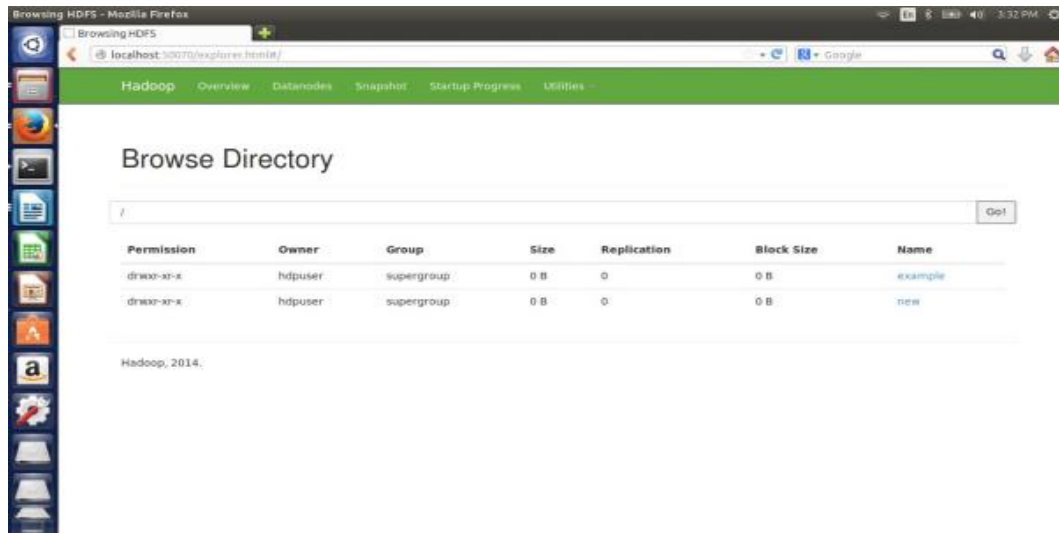 Browsing HDFS - Mozilla Firefox
En
3:32 PM
Browsing HDFS
localhost:50070/explorer.html#/
Google
Hadoop Overview Datanodes Snapshot Startup Progress Utilities
Browse Directory
/
Go!
Permission Owner Group Size Replication Block Size Name
drwxr-xr-x hdpuser supergroup 0 B 0 0 B example
drwxr-xr-x hdpuser supergroup 0 B 0 0 B new
Hadoop, 2014.
a